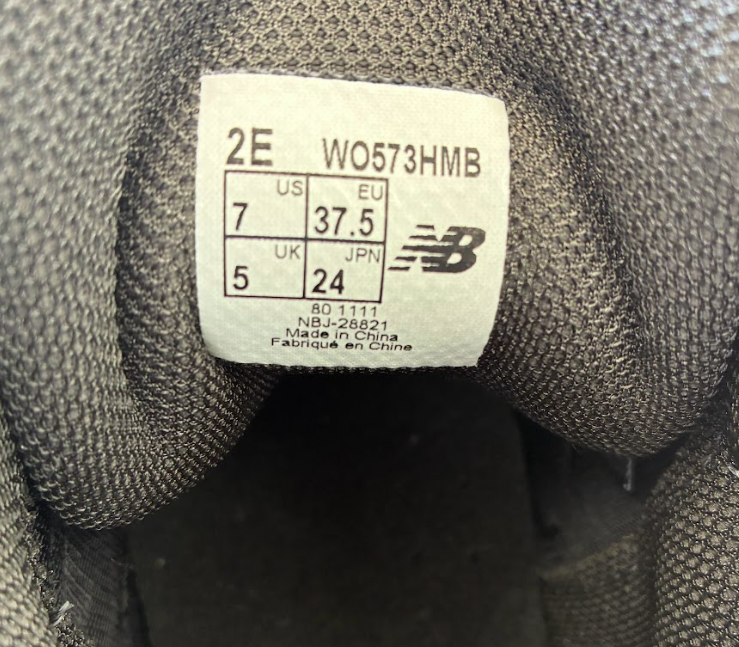 2E WO573HMB
US EU
7 37.5
UK JPN
5 24
NB
80 1111
NBJ-28821
Made in China
Fabriqué en Chine